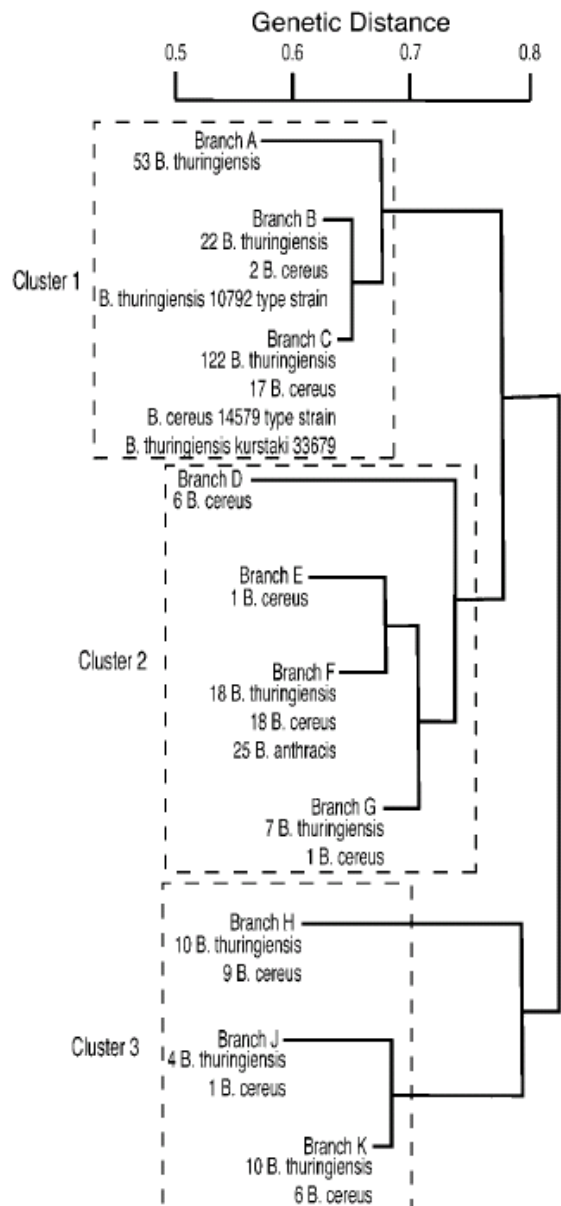 Genetic Distance
0.5 0.6 0.7 0.8
Branch A
53 B. thuringiensis
Branch B
22 B. thuringiensis
2 B. cereus
Cluster 1
B. thuringiensis 10792 type strain
Branch C
122 B. thuringiensis
17 B. cereus
B. cereus 14579 type strain
B. thuringiensis kurstaki 33679
Branch D
6 B. cereus
Branch E
1 B. cereus
Cluster 2
Branch F
18 B. thuringiensis
18 B. cereus
25 B. anthracis
Branch G
7 B. thuringiensis
1 B. cereus
Branch H
10 B. thuringiensis
9 B. cereus
Cluster 3
Branch J
4 B. thuringiensis
1 B. cereus
Branch K
10 B. thuringiensis
6 B. cereus